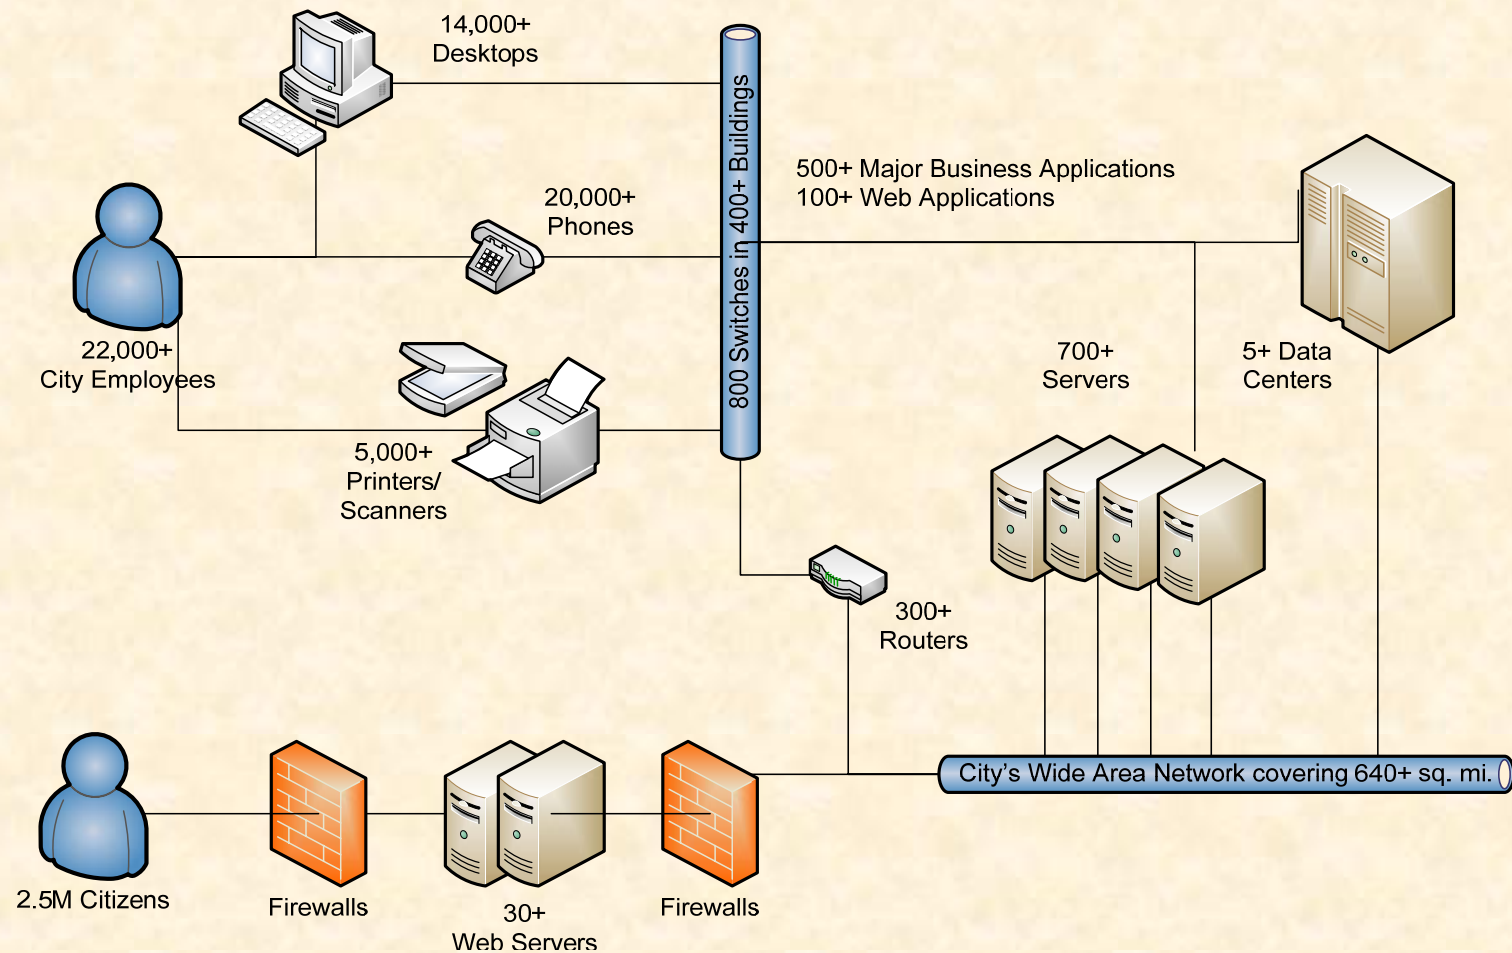 14,000+
Desktops
800 Switches in 400+ Buildings
500+ Major Business Applications
100+ Web Applications
20,000+
Phones
22,000+
City Employees
700+
Servers
5+ Data
Centers
5,000+
Printers/
Scanners
300+
Routers
City's Wide Area Network covering 640+ sq. mi.
2.5M Citizens
Firewalls
30+
Web Servers
Firewalls